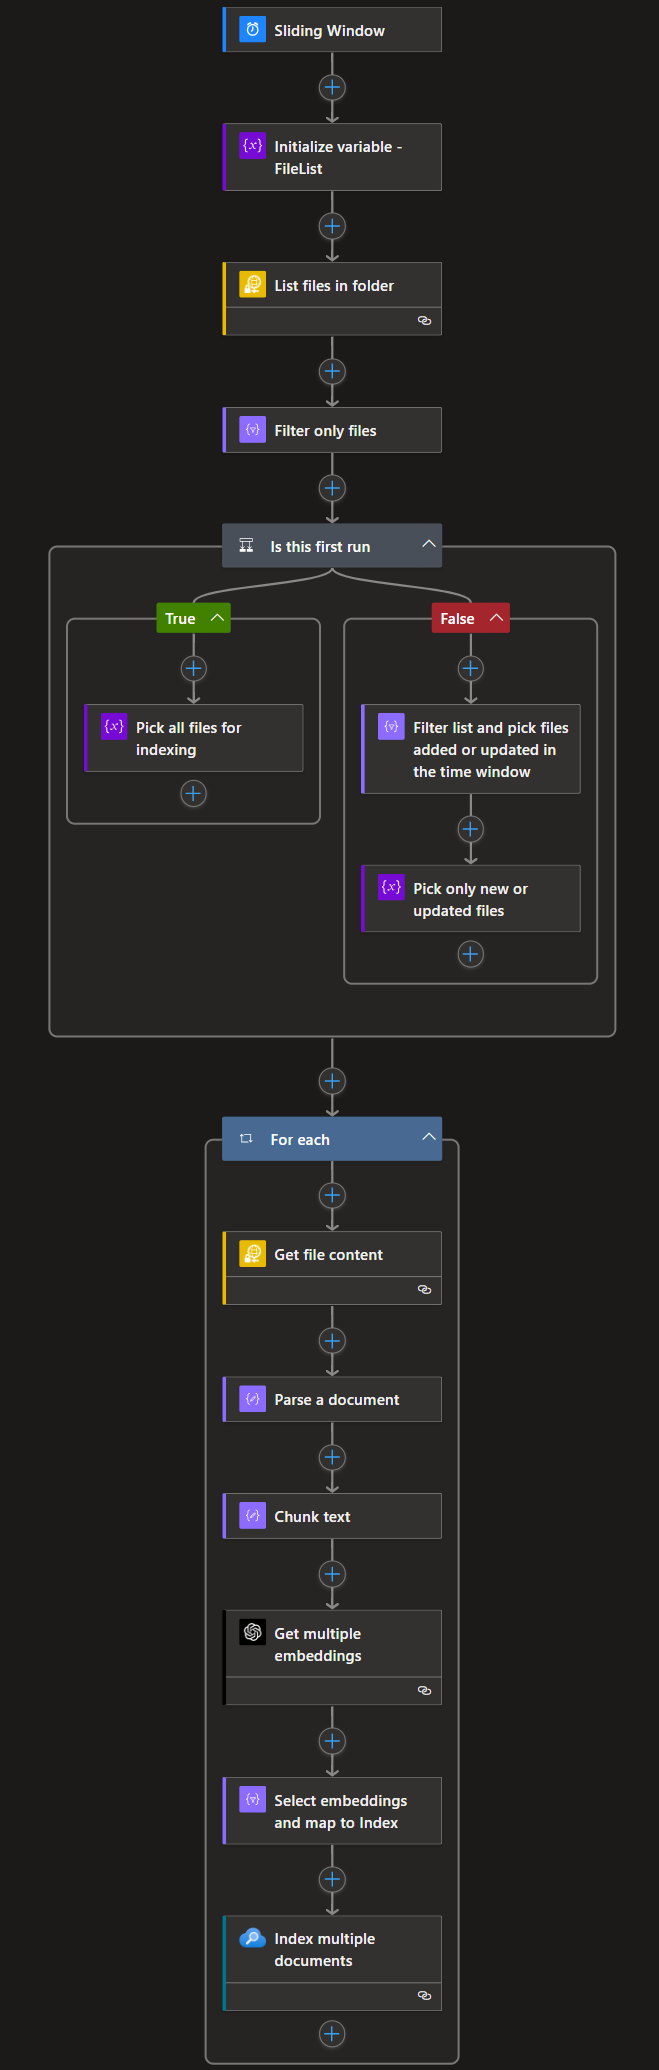 Sliding Window
Initialize variable -
FileList
List files in folder
Filter only files
Is this first run
True
Pick all files for
indexing
False
Filter list and pick files
added or updated in
the time window
Pick only new or
updated files
For each
Get file content
Parse a document
Chunk text
Get multiple
embeddings
Select embeddings
and map to Index
Index multiple
documents